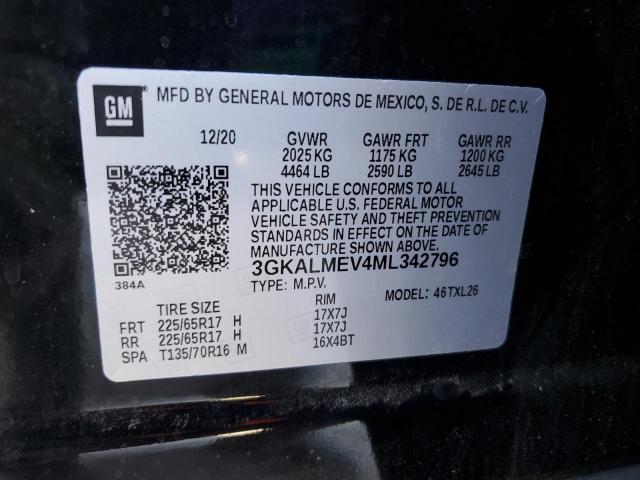 GM
MFD BY GENERAL MOTORS DE MEXICO, S. DE R.L. DE C.V.
12/20 GVWR GAWR FRT GAWR RR
2025 KG 1175 KG 1200 KG
4464 LB 2590 LB 2645 LB
THIS VEHICLE CONFORMS TO ALL
APPLICABLE U.S. FEDERAL MOTOR
VEHICLE SAFETY AND THEFT PREVENTION
STANDARDS IN EFFECT ON THE DATE OF
MANUFACTURE SHOWN ABOVE.
3GKALMEV4ML342796
384A
TYPE: M.P.V. MODEL: 46TXL26
TIRE SIZE RIM
FRT 225/65R17 H 17X7J
RR 225/65R17 H 17X7J
SPA T135/70R16 M 16X4BT